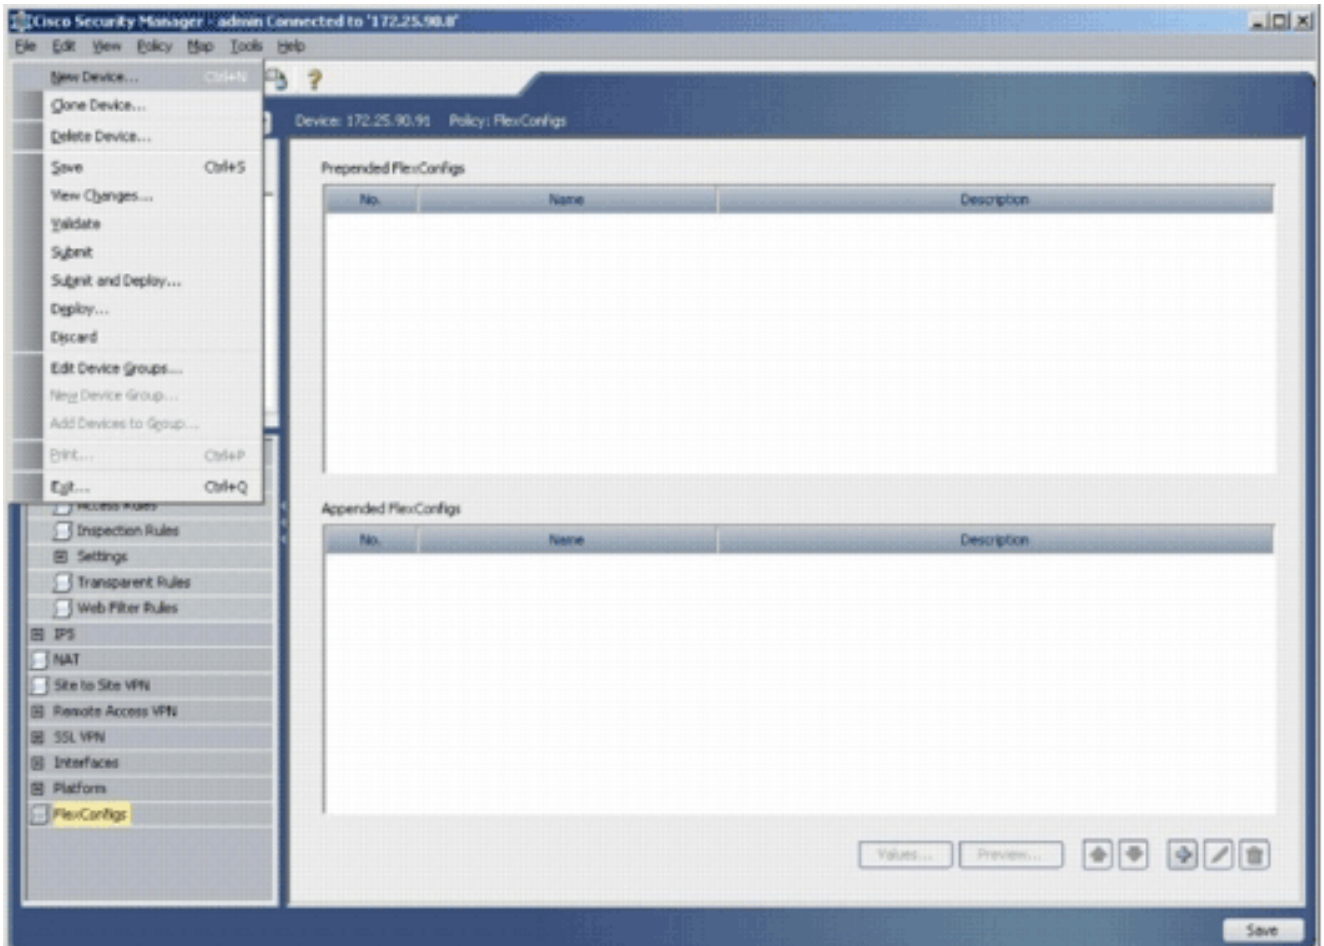 Cisco Security Manager - admin Connected to '172.25.90.8'
File Edit View Policy Map Tools Help
New Device... Ctrl+N
Clone Device...
Delete Device...
Save Ctrl+S
View Changes...
Validate
Submit
Submit and Deploy...
Deploy...
Discard
Edit Device Groups...
New Device Group...
Add Devices to Group...
Print... Ctrl+P
Exit... Ctrl+Q
Access Rules
Inspection Rules
Settings
Transparent Rules
Web Filter Rules
IPS
NAT
Site to Site VPN
Remote Access VPN
SSL VPN
Interfaces
Platform
FlexConfigs
Device: 172.25.90.91 Policy: FlexConfigs
Prepended FlexConfigs
No. Name Description
Appended FlexConfigs
No. Name Description
Values... Preview...
Save